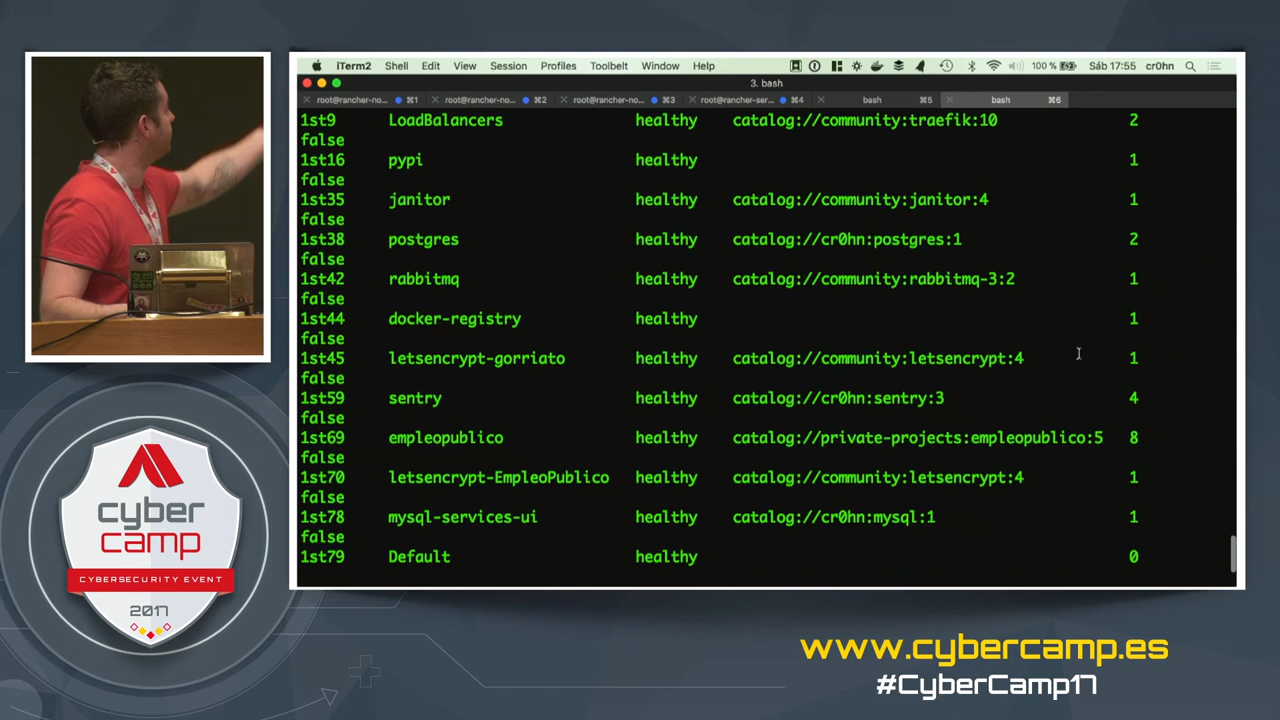 iTerm2 Shell Edit View Session Profiles Toolbelt Window Help 100 % Sáb 17:55 cr0hn
3. bash
root@rancher-no... ⌘1 root@rancher-no... ⌘2 root@rancher-no... ⌘3 root@rancher-ser... ⌘4 bash ⌘5 bash ⌘6
1st9 LoadBalancers healthy catalog://community:traefik:10 2
false
1st16 pypi healthy 1
false
1st35 janitor healthy catalog://community:janitor:4 1
false
1st38 postgres healthy catalog://cr0hn:postgres:1 2
false
1st42 rabbitmq healthy catalog://community:rabbitmq-3:2 1
false
1st44 docker-registry healthy 1
false
1st45 letsencrypt-gorriato healthy catalog://community:letsencrypt:4 1
false
1st59 sentry healthy catalog://cr0hn:sentry:3 4
false
1st69 empleopublico healthy catalog://private-projects:empleopublico:5 8
false
1st70 letsencrypt-EmpleoPublico healthy catalog://community:letsencrypt:4 1
false
1st78 mysql-services-ui healthy catalog://cr0hn:mysql:1 1
false
1st79 Default healthy 0
cyber
camp
CYBERSECURITY EVENT
2017
www.cybercamp.es
#CyberCamp17